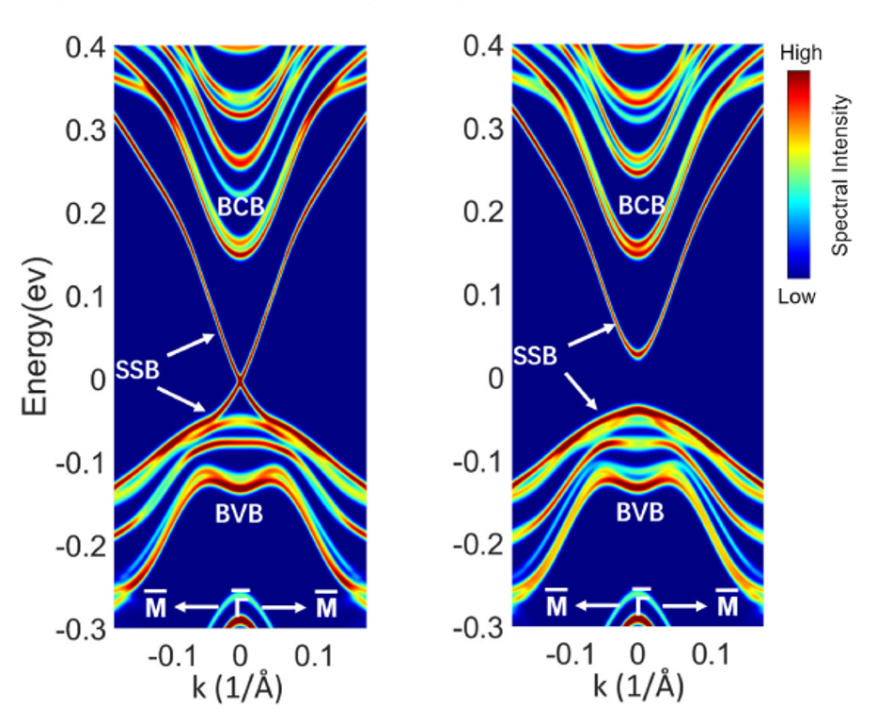 0.4
0.3
0.2
0.1
0
-0.1
-0.2
-0.3
Energy(ev)
BCB
SSB
BVB
M̅ Γ̅ M̅
-0.1 0 0.1
k (1/Å)
0.4
0.3
0.2
0.1
0
-0.1
-0.2
-0.3
BCB
SSB
BVB
M̅ Γ̅ M̅
-0.1 0 0.1
k (1/Å)
High
Spectral Intensity
Low